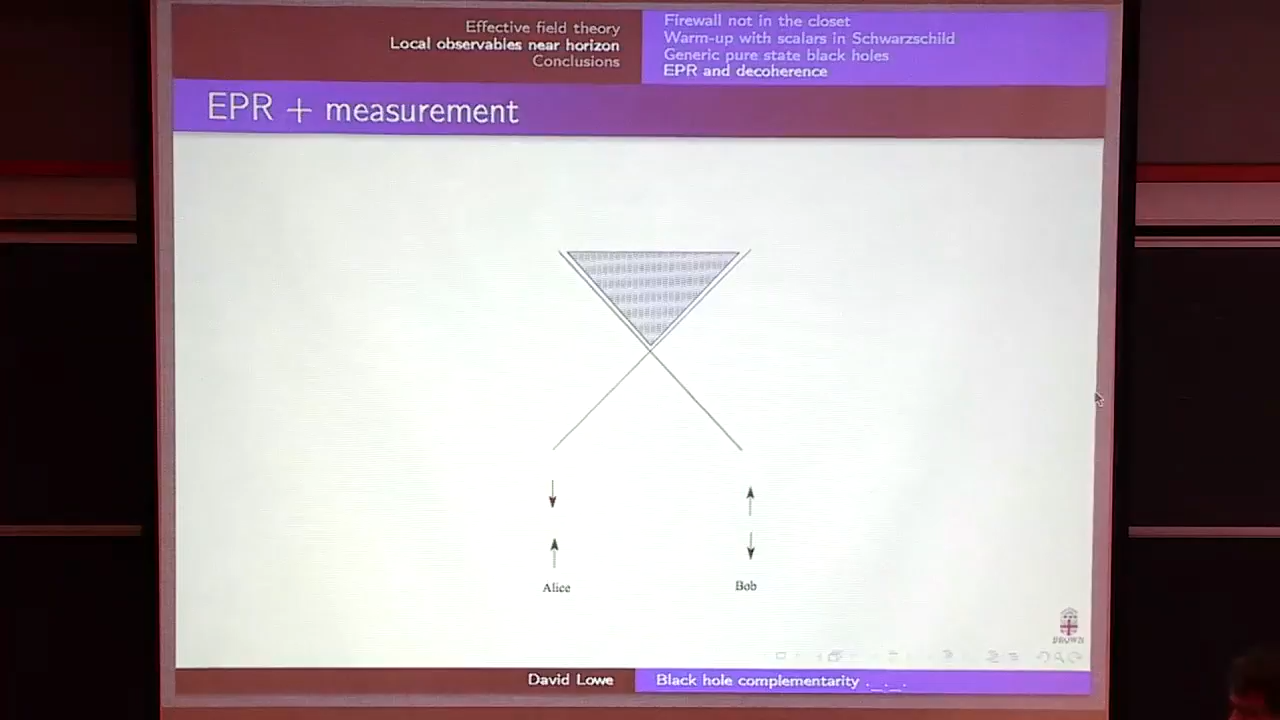 Effective field theory
Local observables near horizon
Conclusions
Firewall not in the closet
Warm-up with scalars in Schwarzschild
Generic pure state black holes
EPR and decoherence
EPR + measurement
Alice
Bob
BROWN
David Lowe
Black hole complementarity . . .